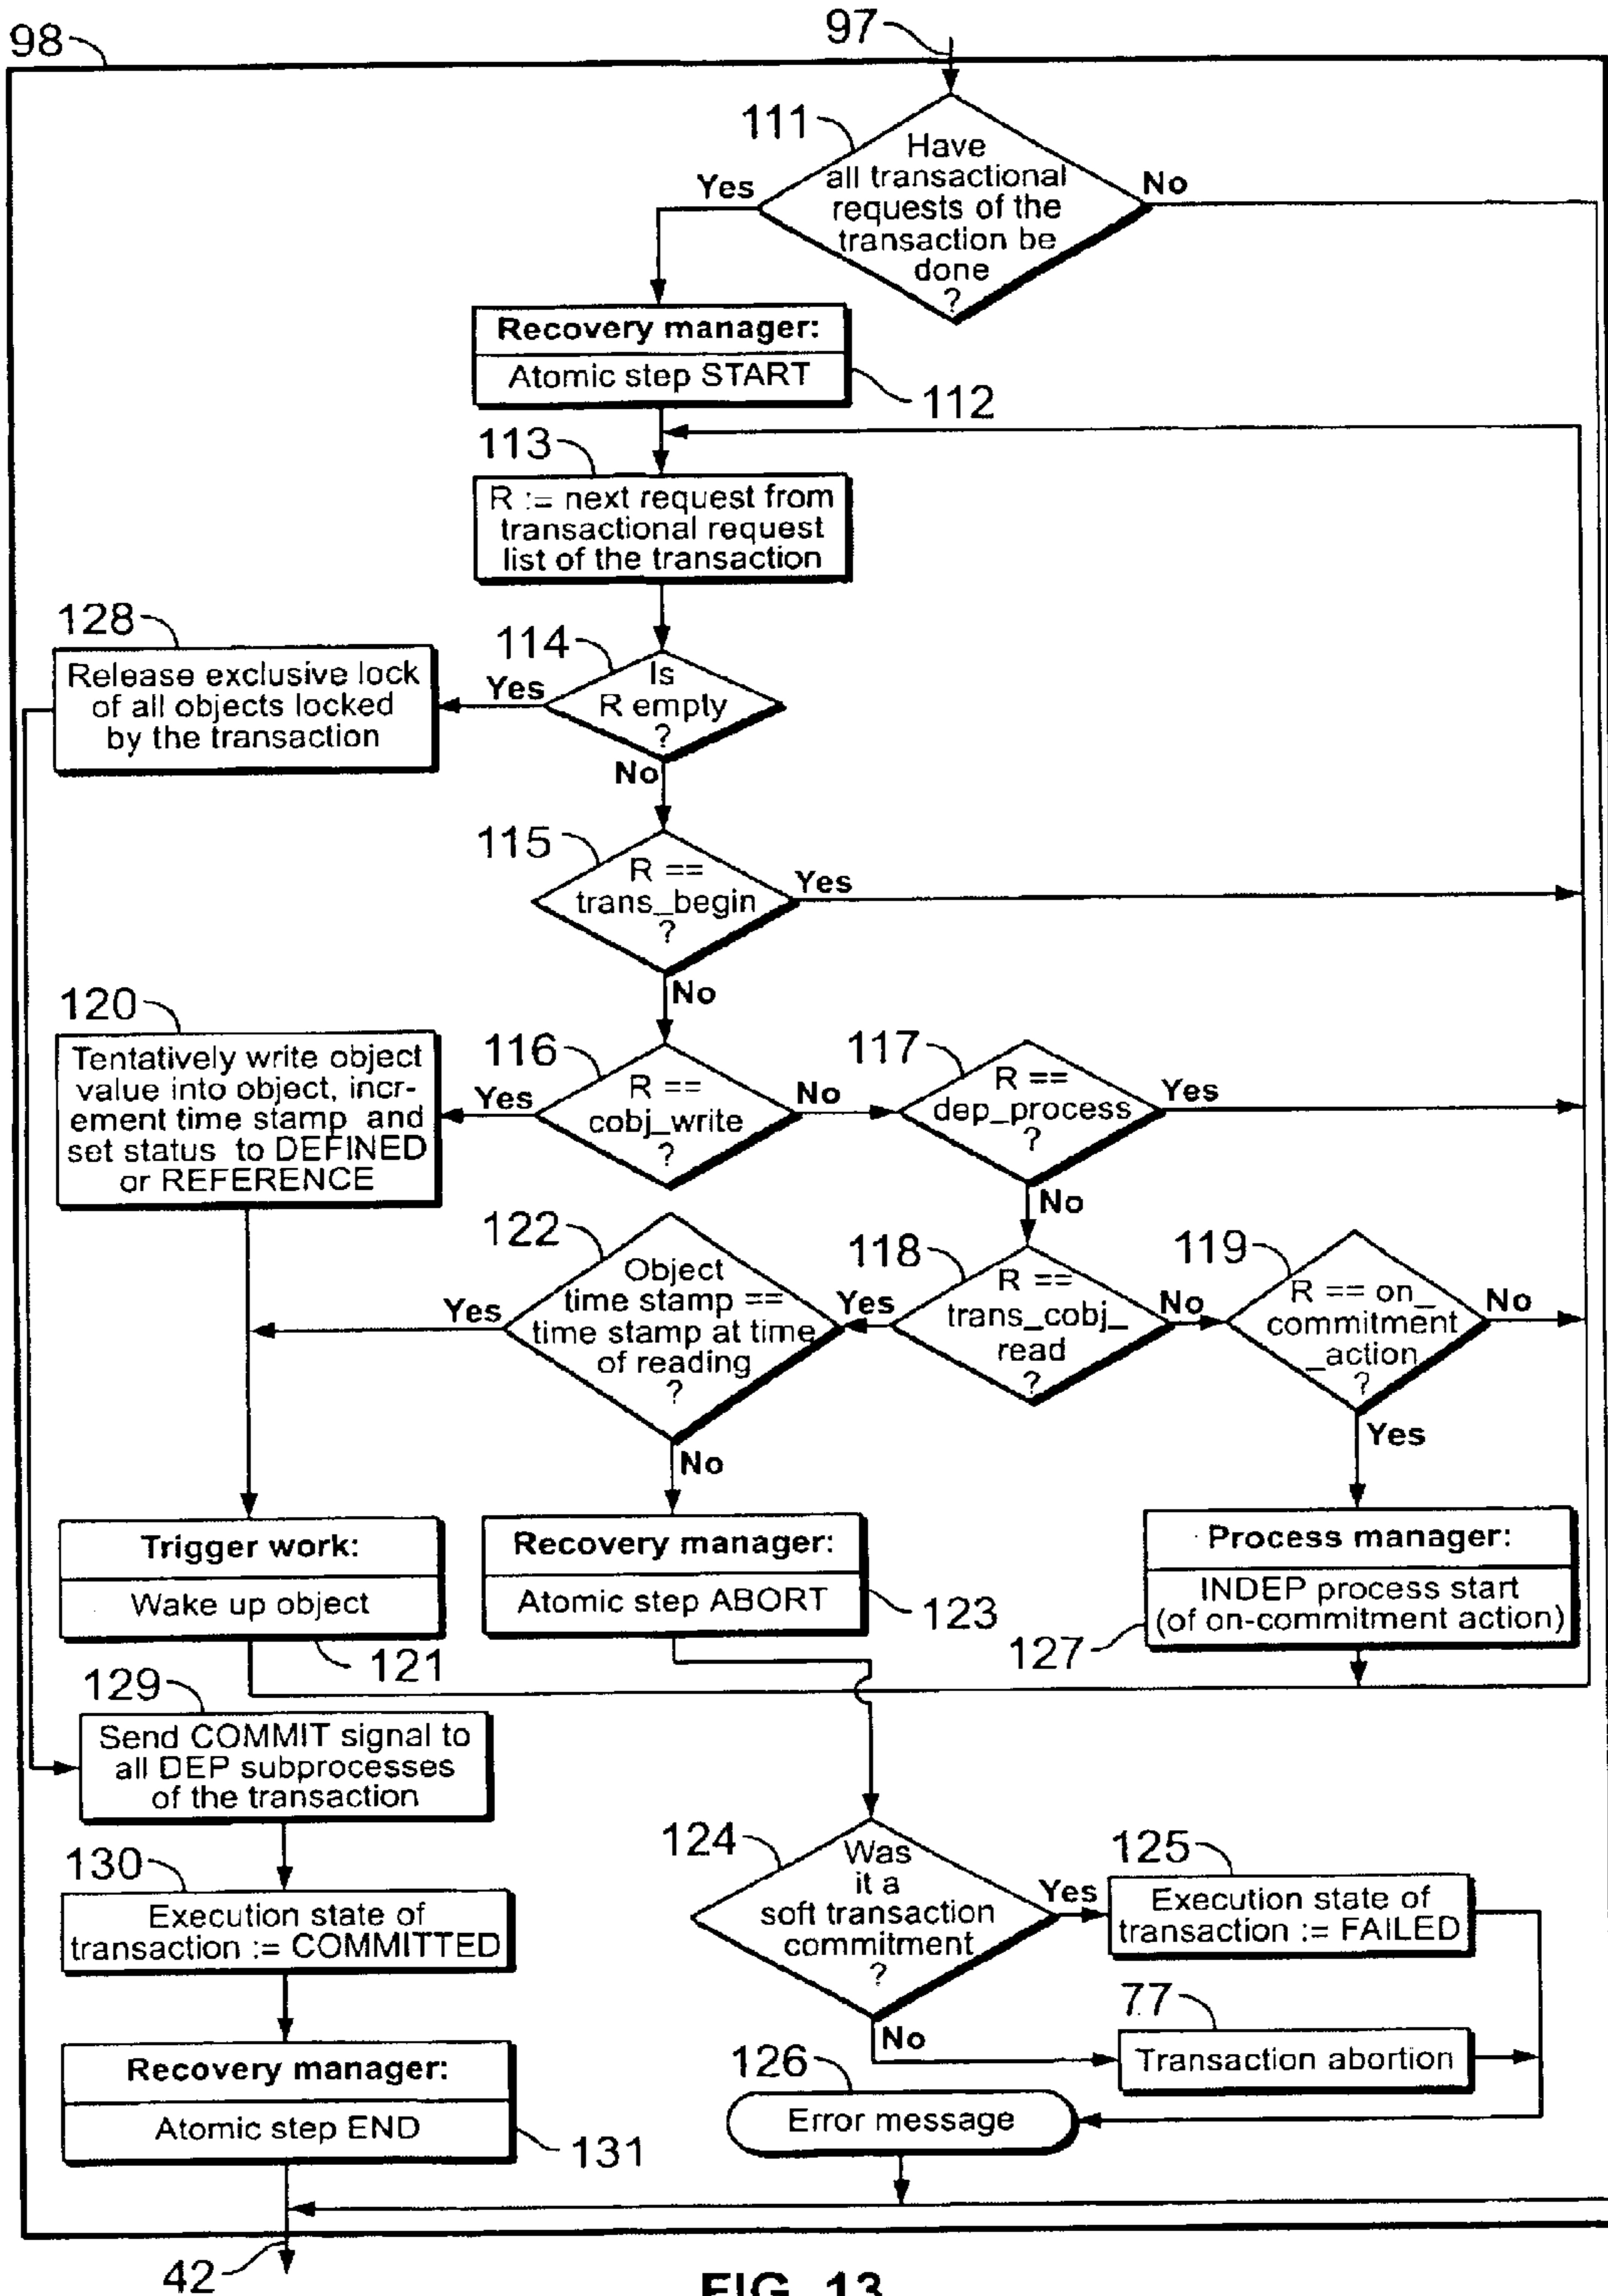 98
97
111
Have
all transactional
requests of the
transaction be
done
?
Yes
No
Recovery manager:
Atomic step START
112
113
R := next request from
transactional request
list of the transaction
128
Release exclusive lock
of all objects locked
by the transaction
114
Is
R empty
?
Yes
No
115
R ==
trans_begin
?
Yes
No
120
Tentatively write object
value into object, incr-
ement time stamp and
set status to DEFINED
or REFERENCE
116
R ==
cobj_write
?
Yes
No
117
R ==
dep_process
?
Yes
No
122
Object
time stamp ==
time stamp at time
of reading
?
Yes
No
118
R ==
trans_cobj_
read
?
Yes
No
119
R == on_
commitment
_action
?
No
Yes
Trigger work:
Wake up object
121
Recovery manager:
Atomic step ABORT
123
Process manager:
INDEP process start
(of on-commitment action)
127
129
Send COMMIT signal to
all DEP subprocesses
of the transaction
124
Was
it a
soft transaction
commitment
?
Yes
No
125
Execution state of
transaction := FAILED
130
Execution state of
transaction := COMMITTED
77
Transaction abortion
126
Error message
Recovery manager:
Atomic step END
131
42
FIG. 13